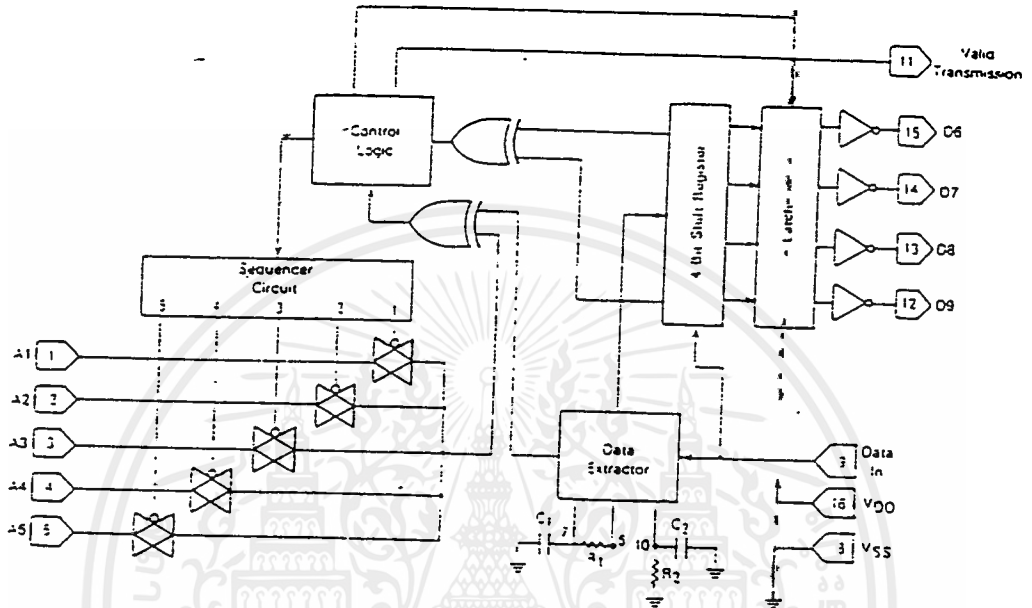 11
Valid
Transmission
Control
Logic
15 D6
14 D7
13 D8
12 D9
4 Bit Shift Register
Sequencer
Circuit
5 4 3 2 1
A1 1
A2 2
A3 3
A4 4
A5 5
Data
Extractor
Data
In
16 VDD
VSS
C1
7
R1
10
C2
R2